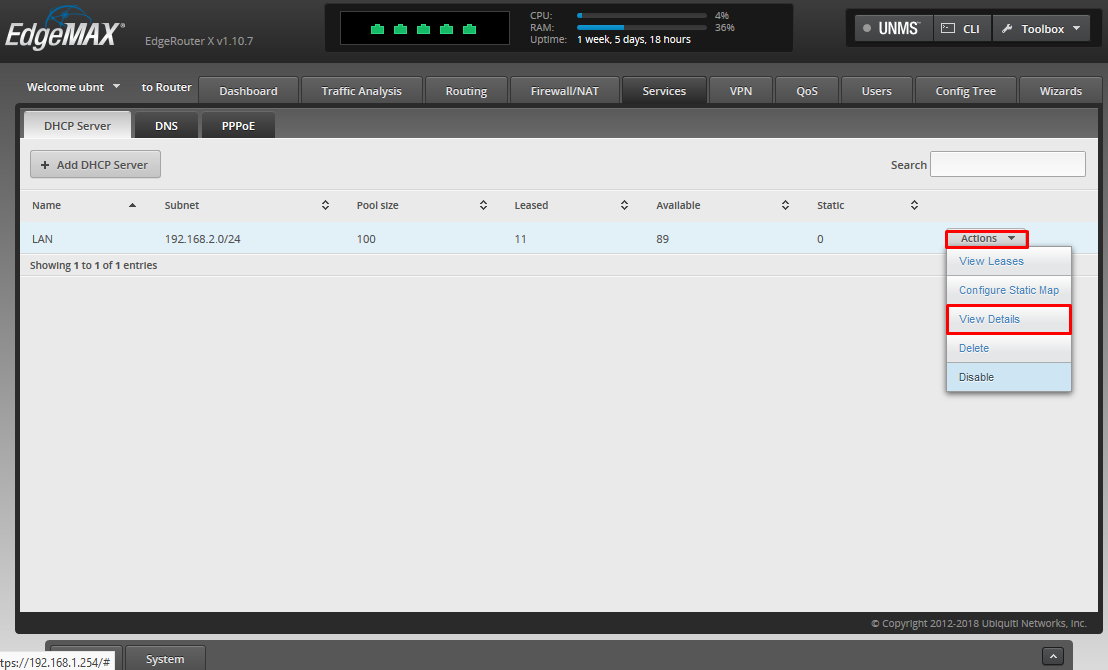 EdgeMAX®
EdgeRouter X v1.10.7
CPU: 4%
RAM: 36%
Uptime: 1 week, 5 days, 18 hours
UNMS™ CLI Toolbox
Welcome ubnt to Router Dashboard Traffic Analysis Routing Firewall/NAT Services VPN QoS Users Config Tree Wizards
DHCP Server DNS PPPoE
+ Add DHCP Server Search
Name Subnet Pool size Leased Available Static
LAN 192.168.2.0/24 100 11 89 0 Actions
Showing 1 to 1 of 1 entries
View Leases
Configure Static Map
View Details
Delete
Disable
© Copyright 2012-2018 Ubiquiti Networks, Inc.
System
tps://192.168.1.254/#